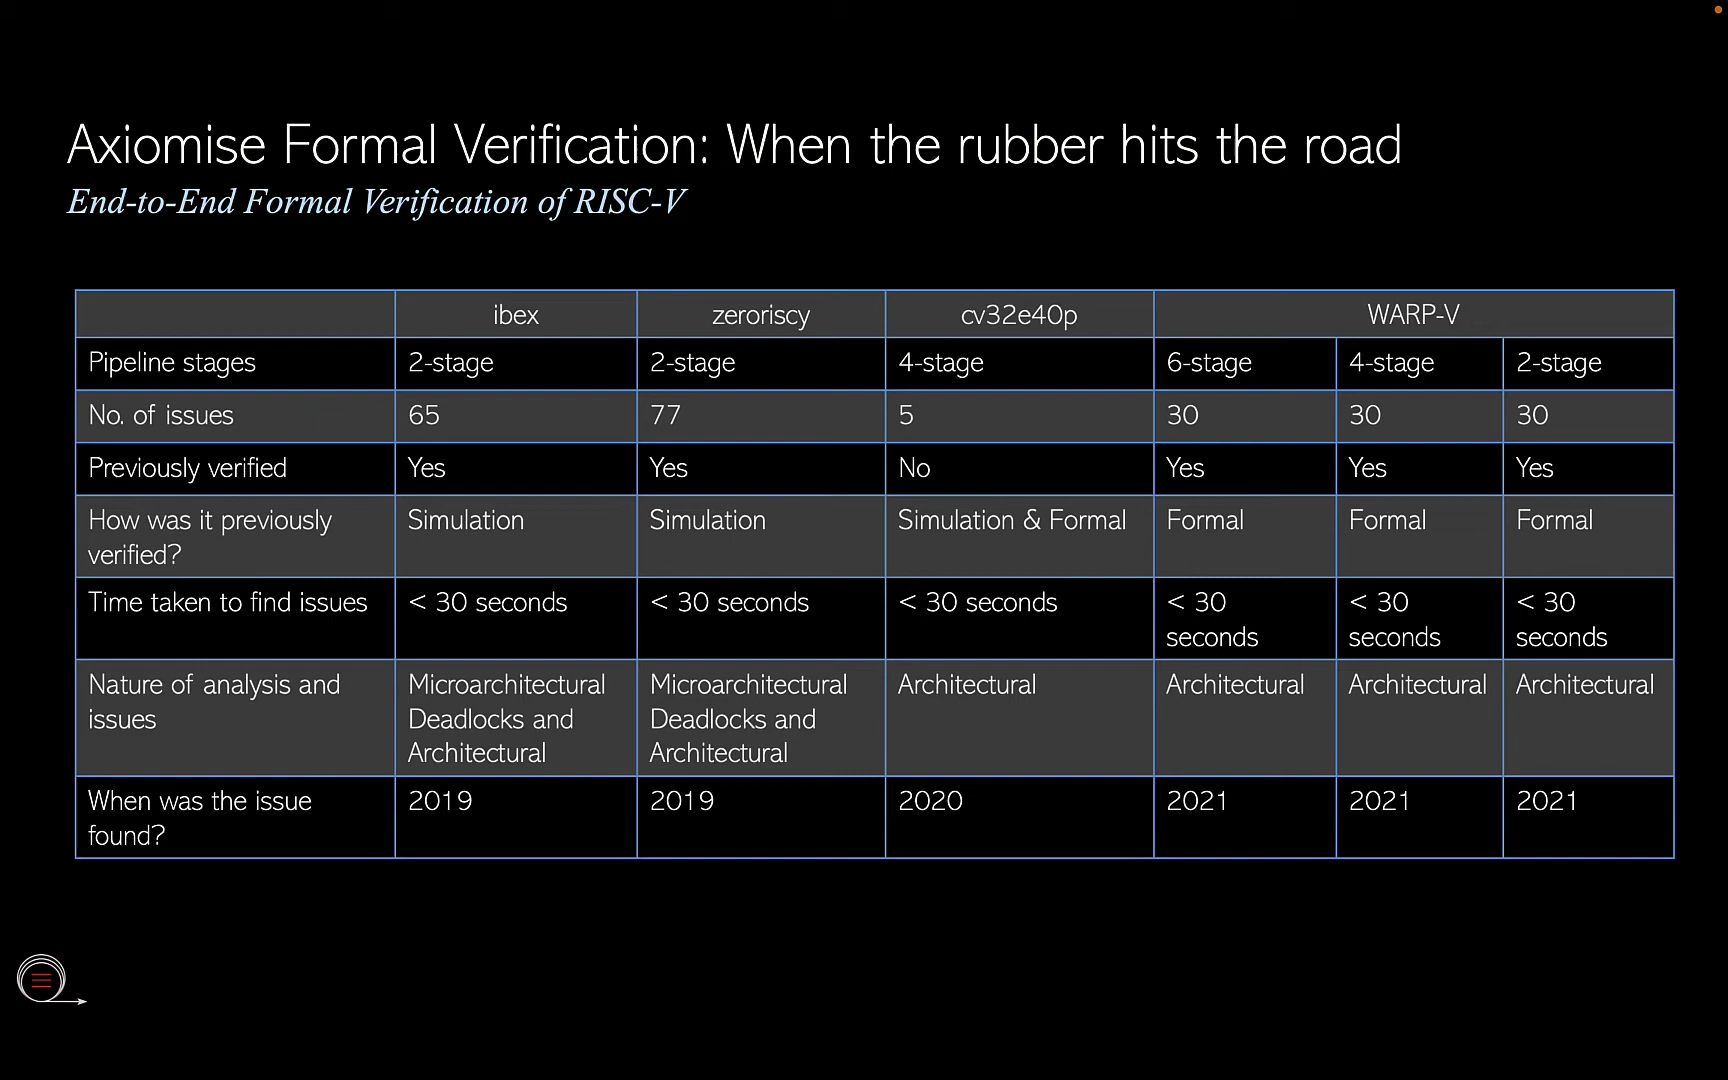 Axiomise Formal Verification: When the rubber hits the road
End-to-End Formal Verification of RISC-V
ibex zeroriscy cv32e40p WARP-V
Pipeline stages 2-stage 2-stage 4-stage 6-stage 4-stage 2-stage
No. of issues 65 77 5 30 30 30
Previously verified Yes Yes No Yes Yes Yes
How was it previously Simulation Simulation Simulation & Formal Formal Formal Formal
verified?
Time taken to find issues < 30 seconds < 30 seconds < 30 seconds < 30 < 30 < 30
seconds seconds seconds
Nature of analysis and Microarchitectural Microarchitectural Architectural Architectural Architectural Architectural
issues Deadlocks and Deadlocks and
Architectural Architectural
When was the issue 2019 2019 2020 2021 2021 2021
found?